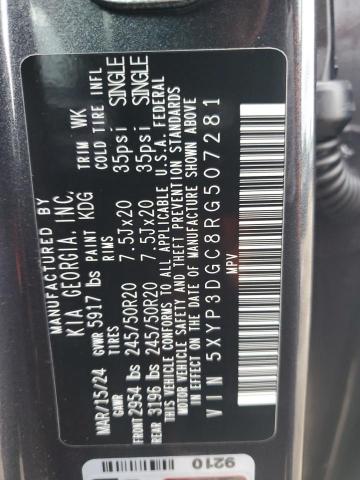 MANUFACTURED BY
KIA GEORGIA, INC.
MAR/15/24 GVWR 5917 lbs PAINT KDG TRIM WK
GAWR TIRES RIMS COLD TIRE INFL
FRONT 2954 lbs 245/50R20 7.5Jx20 35psi SINGLE
REAR 3196 lbs 245/50R20 7.5Jx20 35psi SINGLE
THIS VEHICLE CONFORMS TO ALL APPLICABLE U.S.A. FEDERAL
MOTOR VEHICLE SAFETY AND THEFT PREVENTION STANDARDS
IN EFFECT ON THE DATE OF MANUFACTURE SHOWN ABOVE
VIN 5XYP3DGC8RG507281
MPV
9210